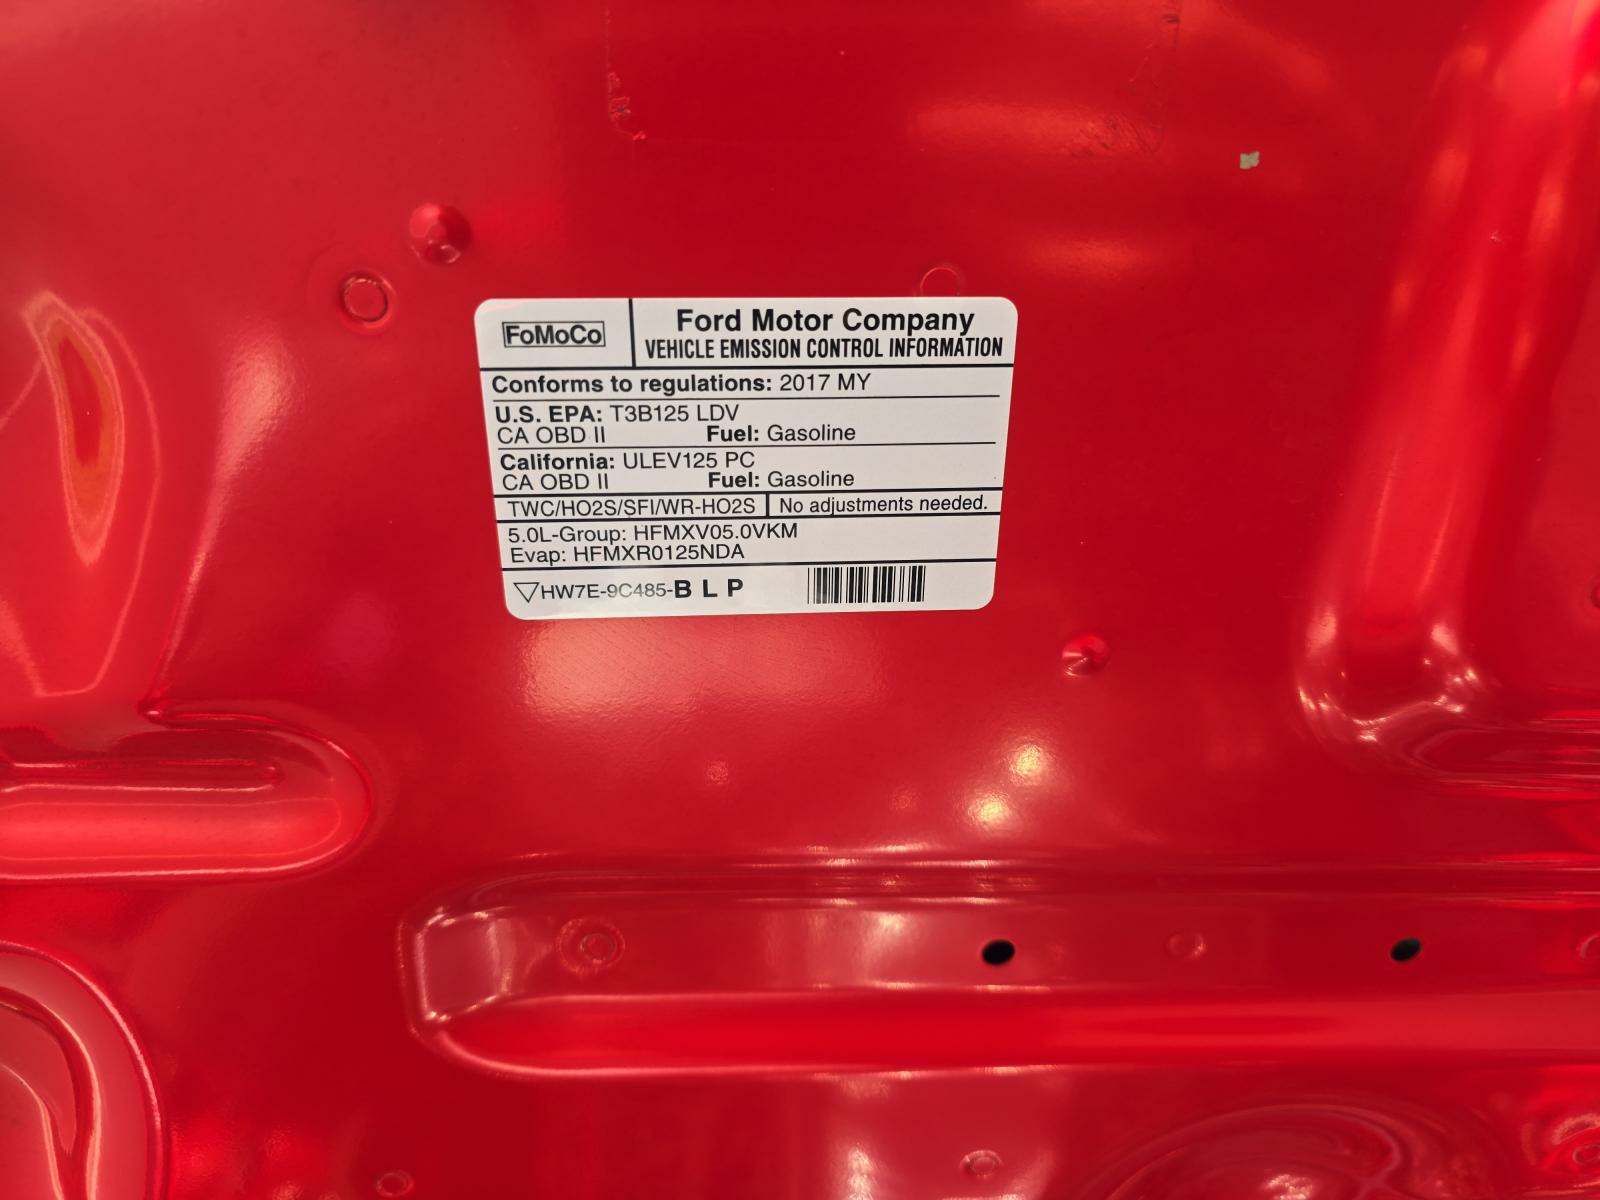 FoMoCo
Ford Motor Company
VEHICLE EMISSION CONTROL INFORMATION
Conforms to regulations: 2017 MY
U.S. EPA: T3B125 LDV
CA OBD II Fuel: Gasoline
California: ULEV125 PC
CA OBD II Fuel: Gasoline
TWC/HO2S/SFI/WR-HO2S No adjustments needed.
5.0L-Group: HFMXV05.0VKM
Evap: HFMXR0125NDA
HW7E-9C485-B L P